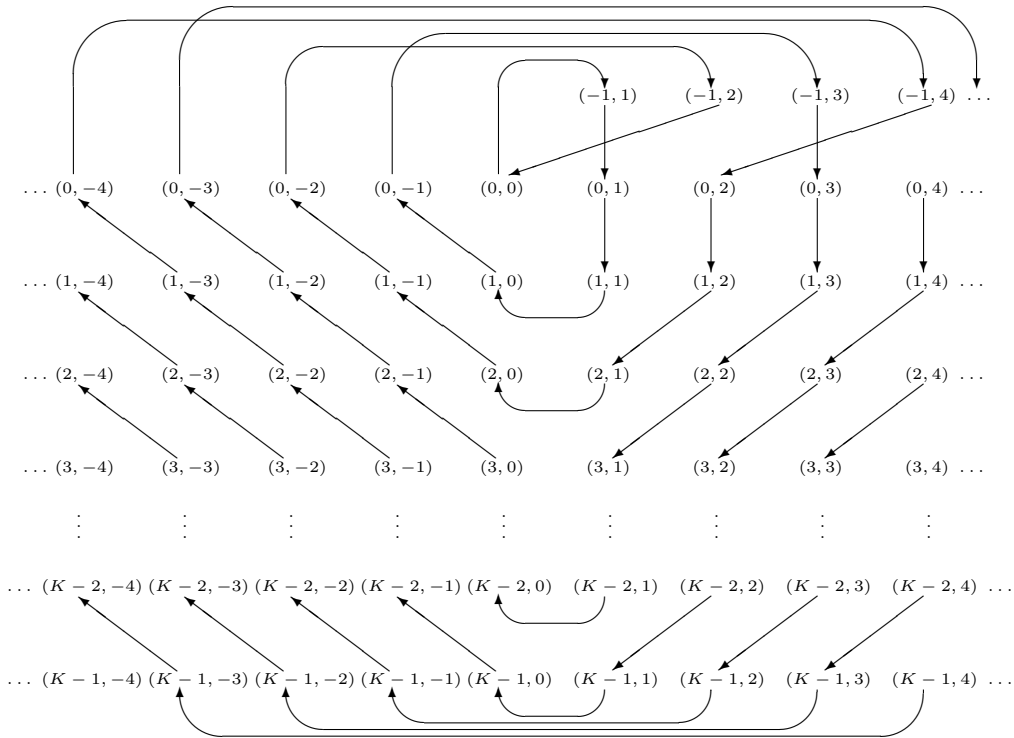 (−1, 1) (−1, 2) (−1, 3) (−1, 4) ...
... (0, −4) (0, −3) (0, −2) (0, −1) (0, 0) (0, 1) (0, 2) (0, 3) (0, 4) ...
... (1, −4) (1, −3) (1, −2) (1, −1) (1, 0) (1, 1) (1, 2) (1, 3) (1, 4) ...
... (2, −4) (2, −3) (2, −2) (2, −1) (2, 0) (2, 1) (2, 2) (2, 3) (2, 4) ...
... (3, −4) (3, −3) (3, −2) (3, −1) (3, 0) (3, 1) (3, 2) (3, 3) (3, 4) ...
⋮ ⋮ ⋮ ⋮ ⋮ ⋮ ⋮ ⋮ ⋮
... (K − 2, −4) (K − 2, −3) (K − 2, −2) (K − 2, −1) (K − 2, 0) (K − 2, 1) (K − 2, 2) (K − 2, 3) (K − 2, 4) ...
... (K − 1, −4) (K − 1, −3) (K − 1, −2) (K − 1, −1) (K − 1, 0) (K − 1, 1) (K − 1, 2) (K − 1, 3) (K − 1, 4) ...